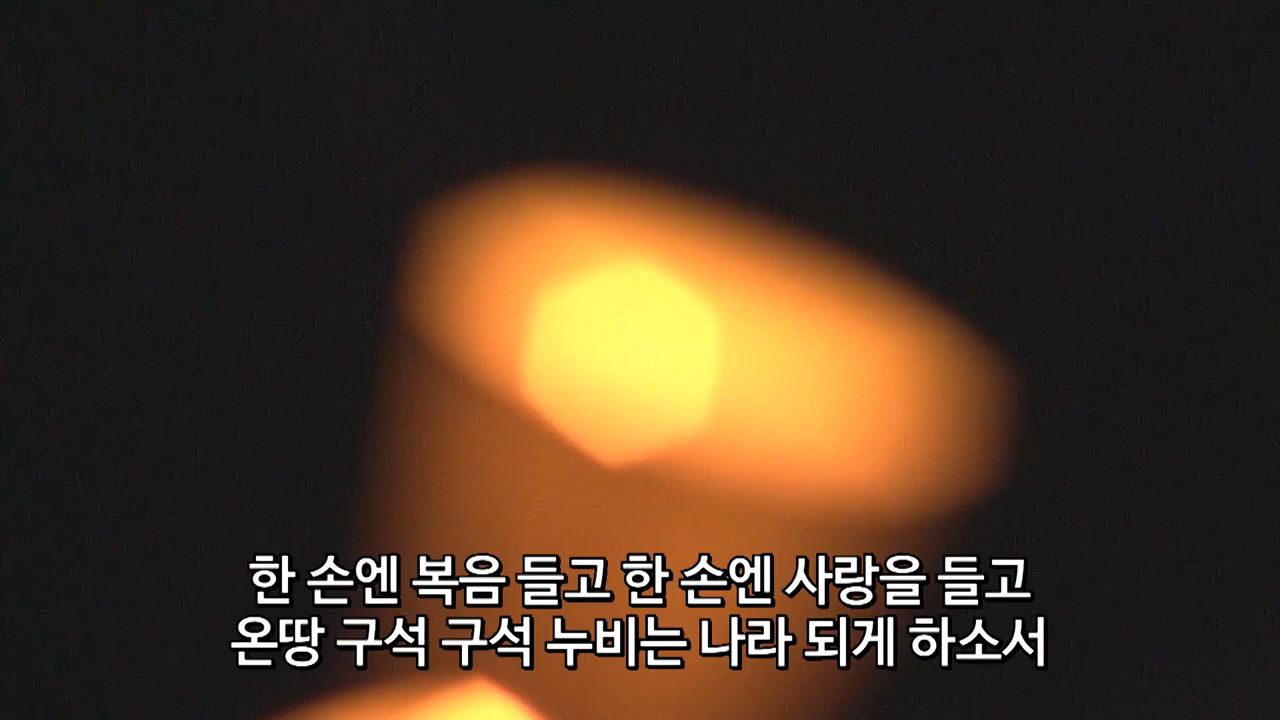 한 손엔 복음 들고 한 손엔 사랑을 들고
온땅 구석 구석 누비는 나라 되게 하소서